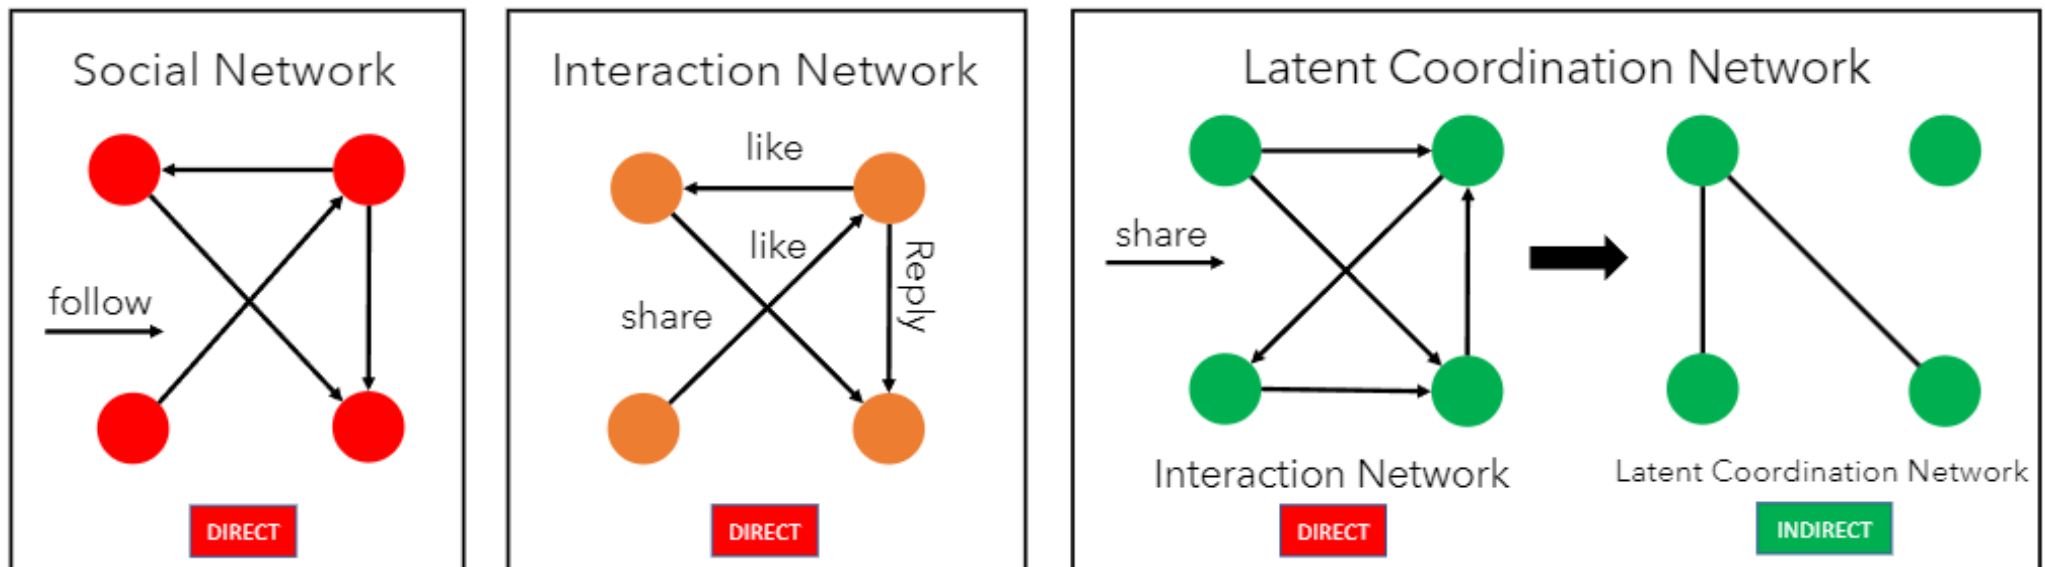 Social Network
follow
DIRECT
Interaction Network
like
like
share
Reply
DIRECT
Latent Coordination Network
share
Interaction Network
DIRECT
Latent Coordination Network
INDIRECT